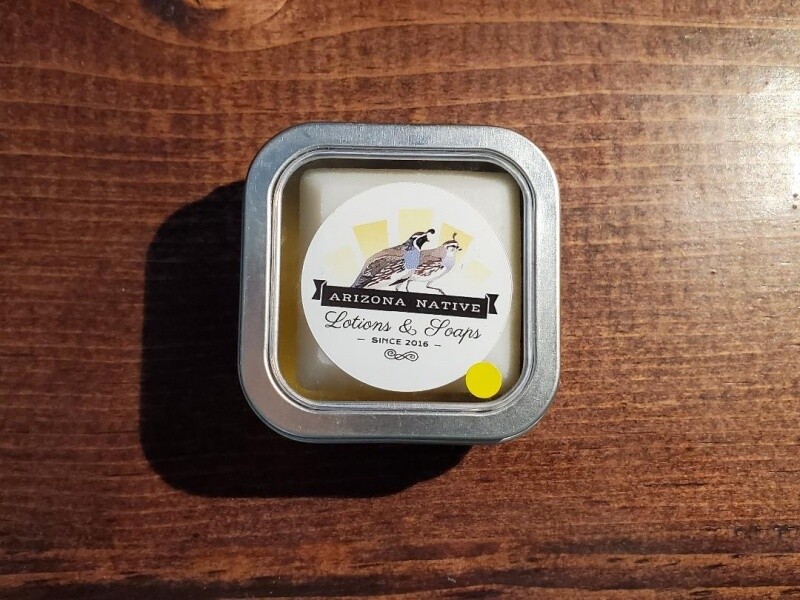 ARIZONA NATIVE
Lotions & Soaps
— SINCE 2016 —